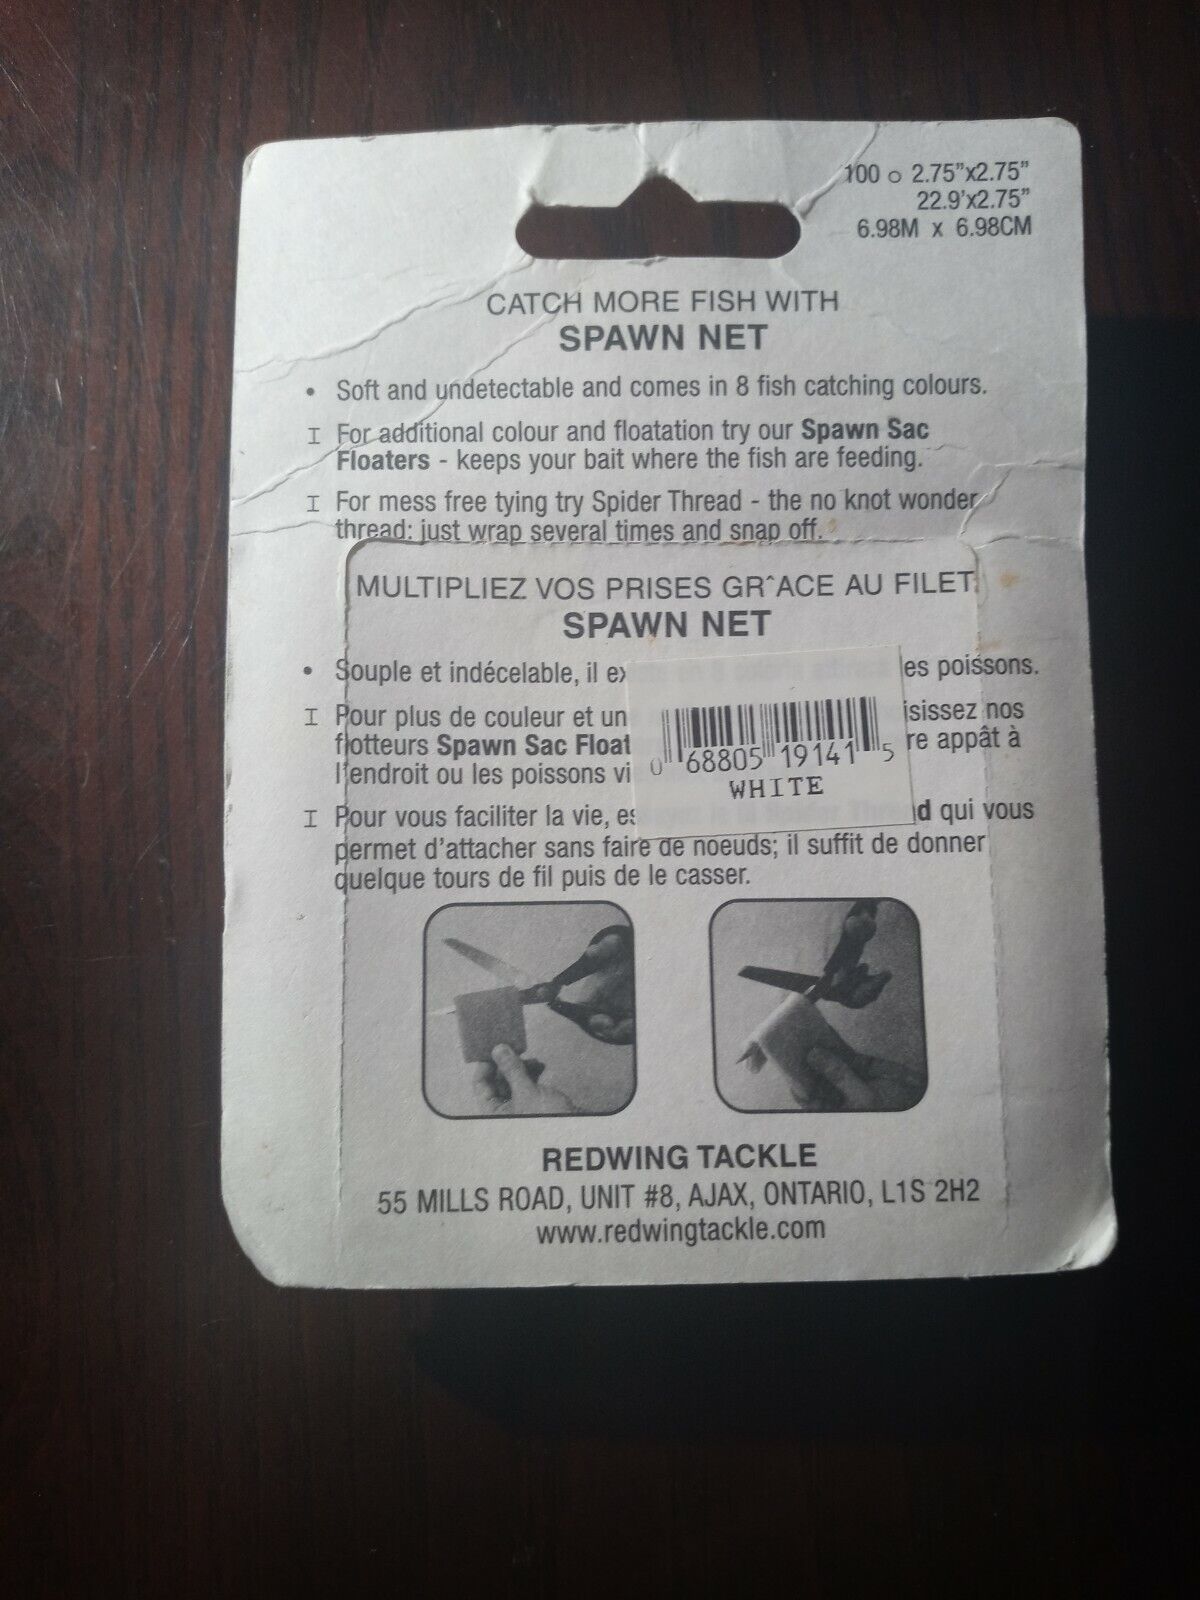 100 o 2.75"x2.75"
22.9'x2.75"
6.98M x 6.98CM
CATCH MORE FISH WITH
SPAWN NET
• Soft and undetectable and comes in 8 fish catching colours.
I For additional colour and floatation try our Spawn Sac
Floaters - keeps your bait where the fish are feeding.
I For mess free tying try Spider Thread - the no knot wonder
thread: just wrap several times and snap off.
MULTIPLIEZ VOS PRISES GR^ACE AU FILET
SPAWN NET
• Souple et indécelable, il les poissons.
I Pour plus de couleur et un nos
flotteurs Spawn Sac appât à
l'endroit ou les poissons
I Pour vous faciliter la vie, qui vous
permet d'attacher sans faire de noeuds; il suffit de donner
quelque tours de fil puis de le casser.
0 68805 19141 5
WHITE
REDWING TACKLE
55 MILLS ROAD, UNIT #8, AJAX, ONTARIO, L1S 2H2
www.redwingtackle.com